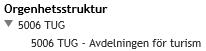 Orgenhetsstruktur
5006 TUG
5006 TUG - Avdelningen för turism